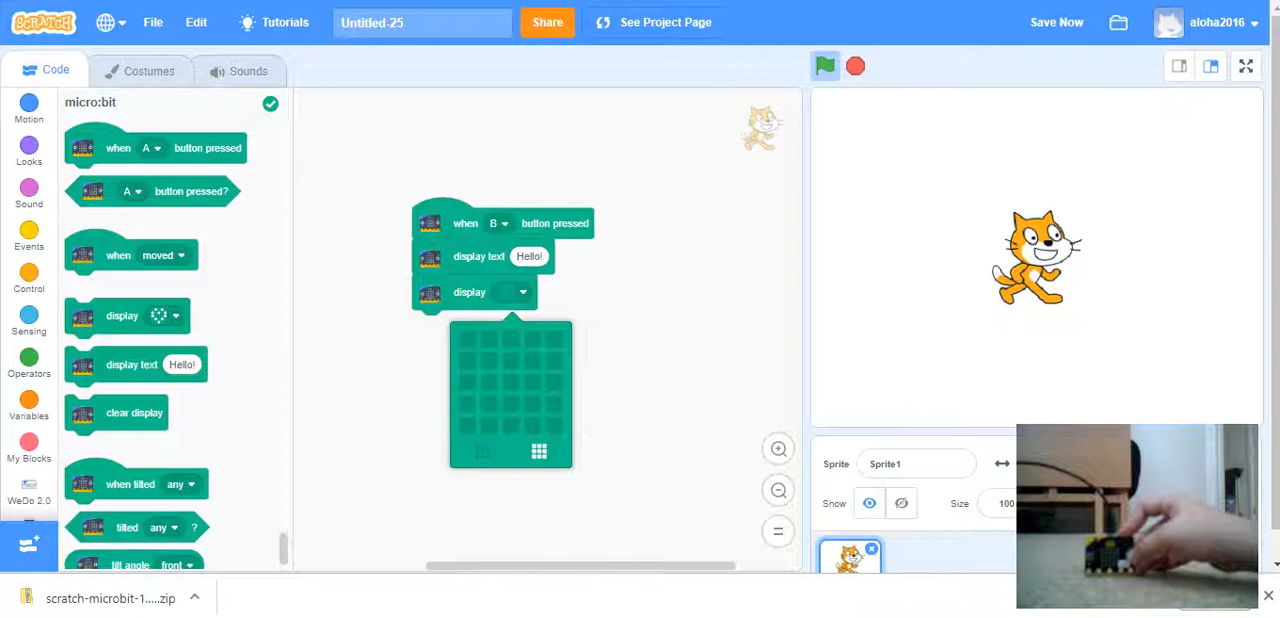 SCRATCH File Edit Tutorials Untitled-25 Share See Project Page Save Now aloha2016
Code Costumes Sounds
micro:bit
Motion
Looks
Sound
Events
Control
Sensing
Operators
Variables
My Blocks
WeDo 2.0
when A button pressed
A button pressed?
when moved
display
display text Hello!
clear display
when tilted any
tilted any ?
tilt angle front
when B button pressed
display text Hello!
display
Sprite Sprite1
Show Size 100
scratch-microbit-1.....zip